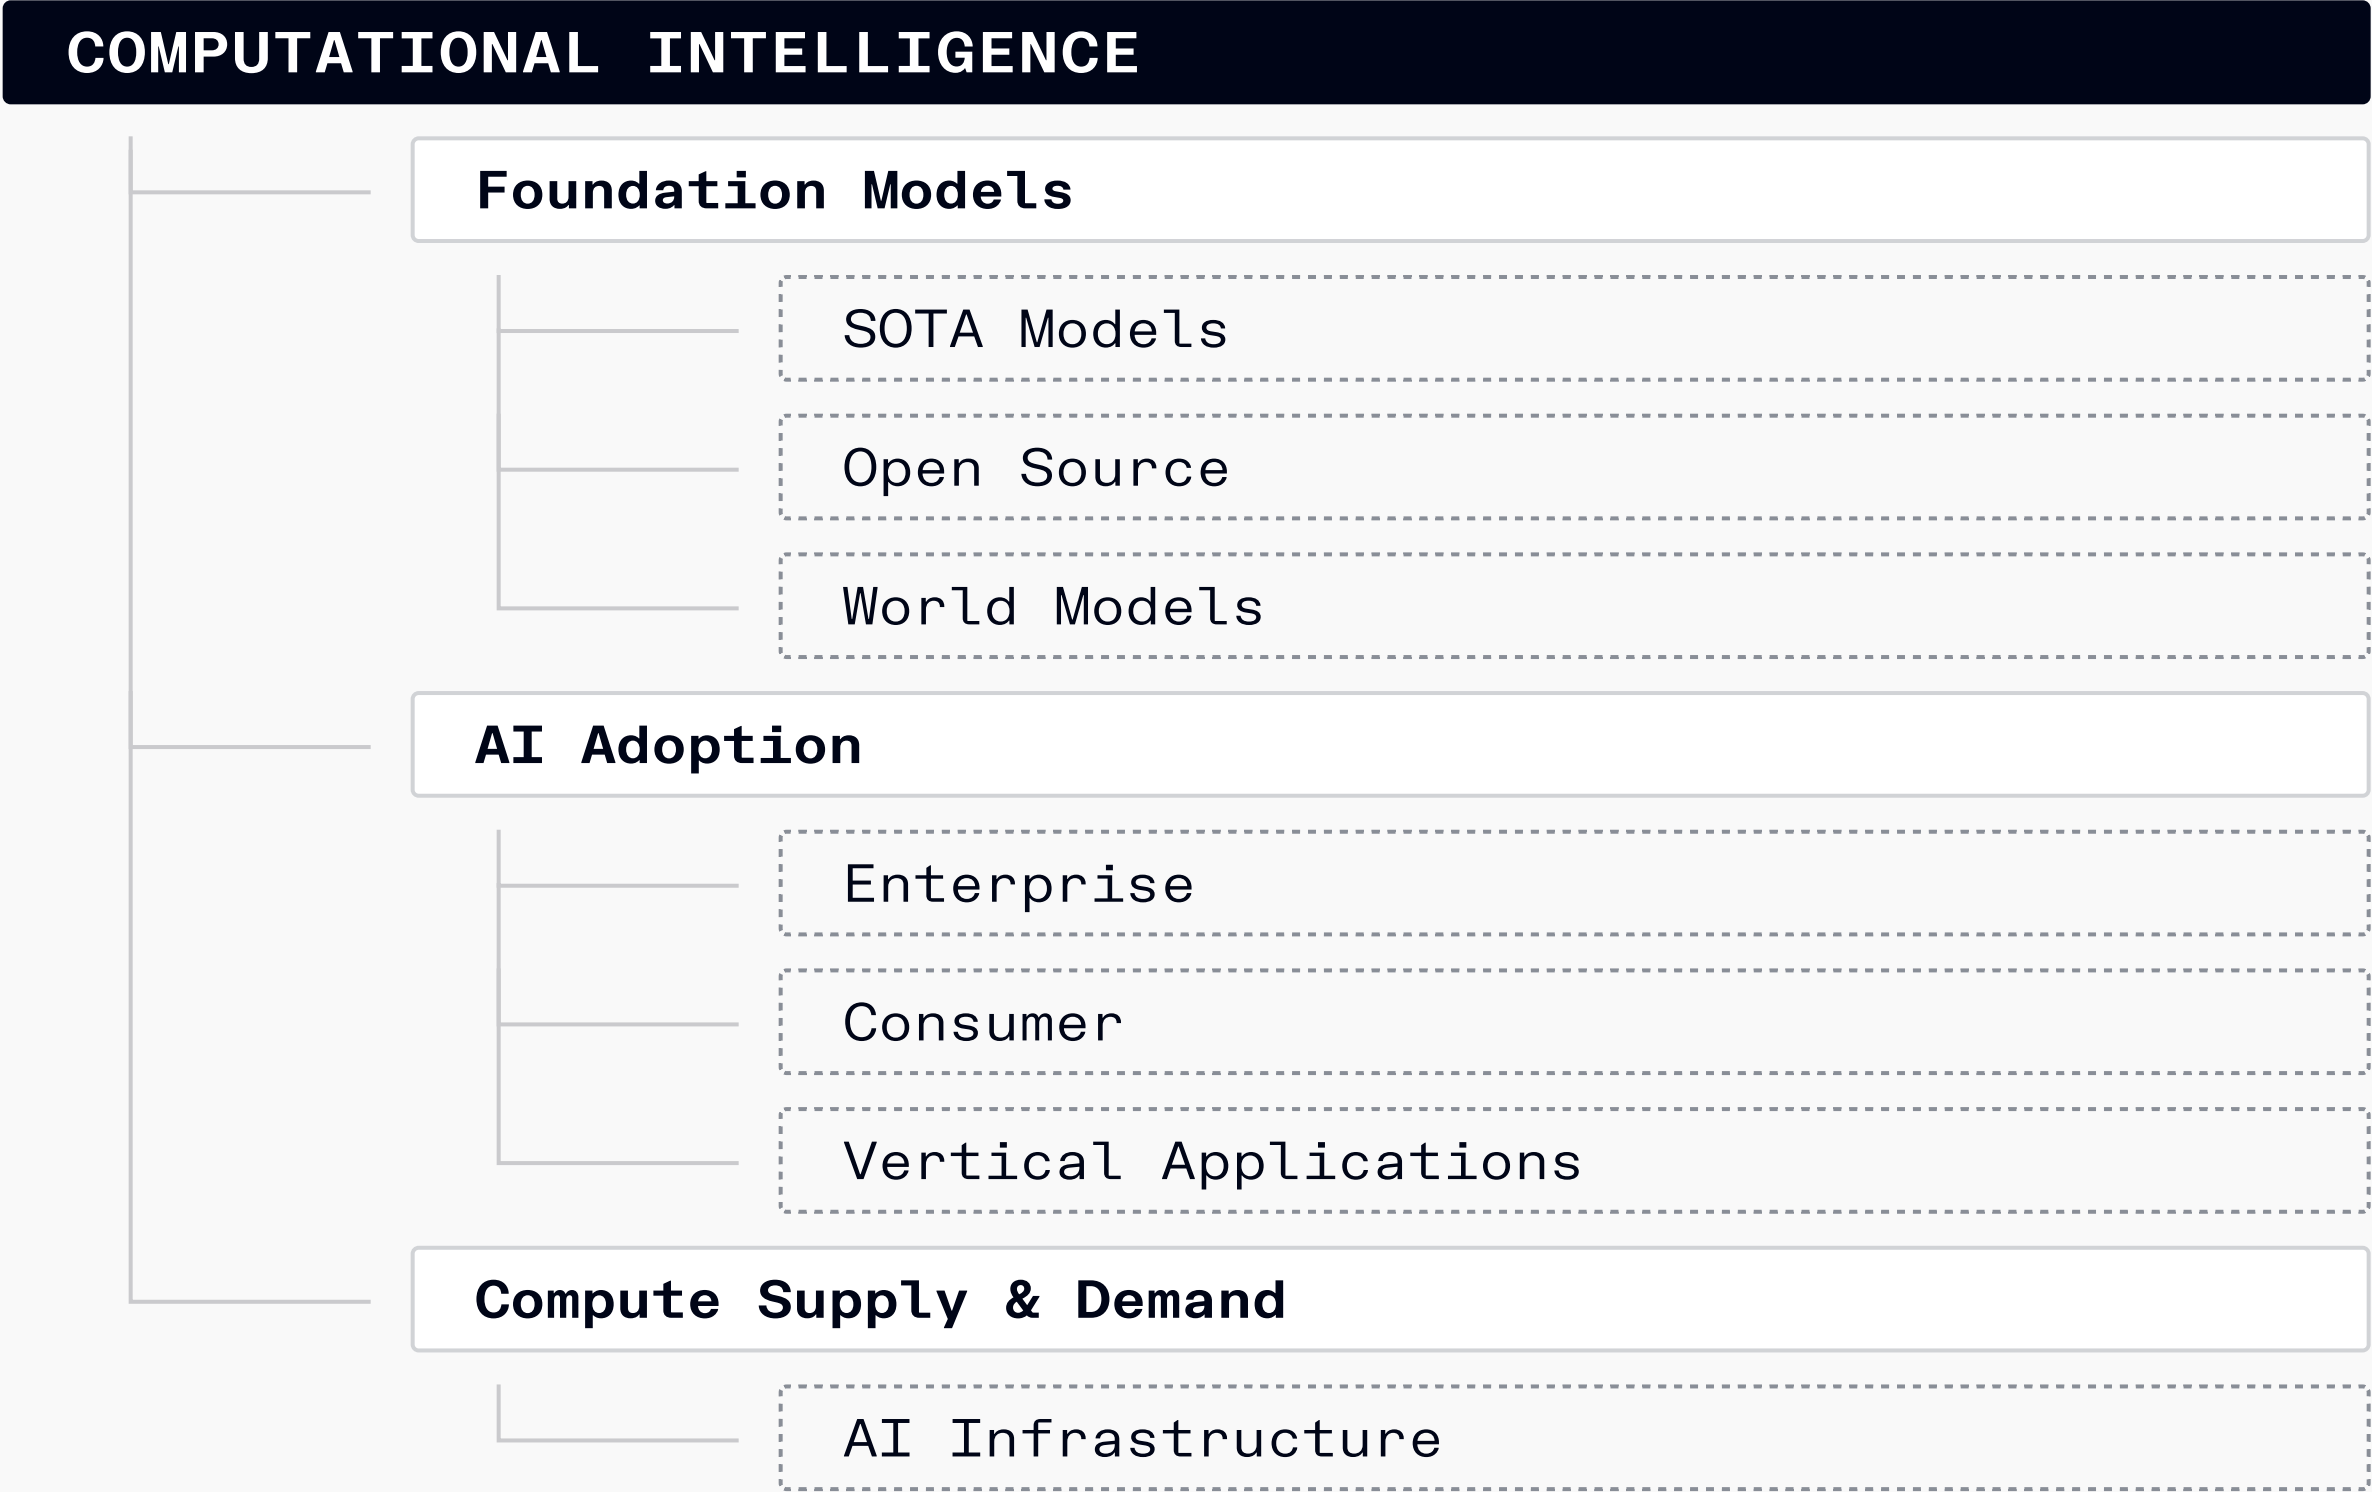 COMPUTATIONAL INTELLIGENCE
Foundation Models
SOTA Models
Open Source
World Models
AI Adoption
Enterprise
Consumer
Vertical Applications
Compute Supply & Demand
AI Infrastructure